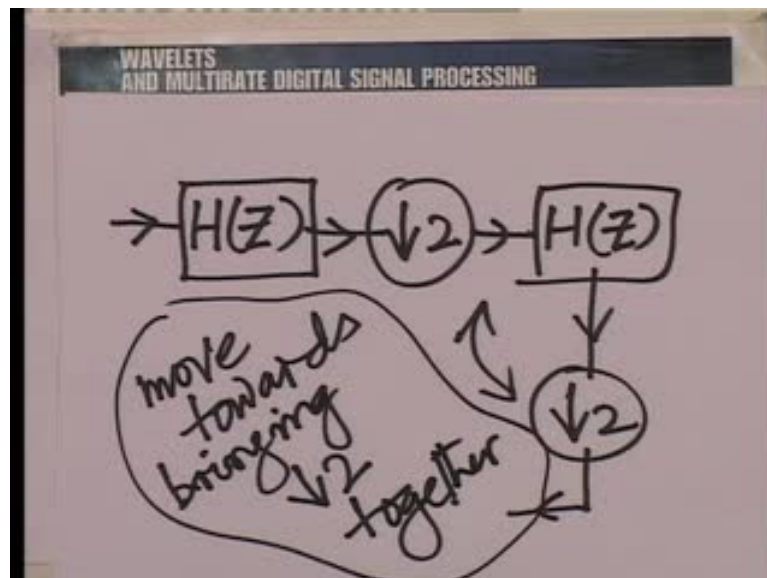 WAVELETS
AND MULTIRATE DIGITAL SIGNAL PROCESSING
H(Z) ↓2 H(Z)
↓2
move
towards
bringing
↓2
together